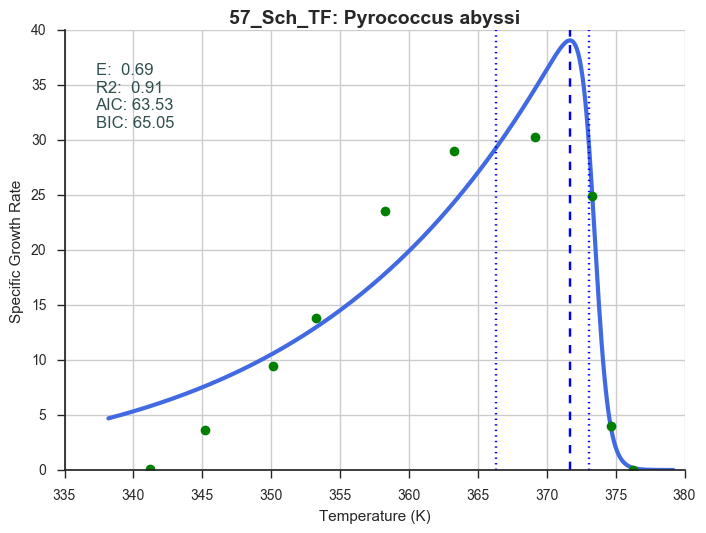 57_Sch_TF: Pyrococcus abyssi
E: 0.69
R2: 0.91
AIC: 63.53
BIC: 65.05
Specific Growth Rate
40
35
30
25
20
15
10
5
0
335 340 345 350 355 360 365 370 375 380
Temperature (K)